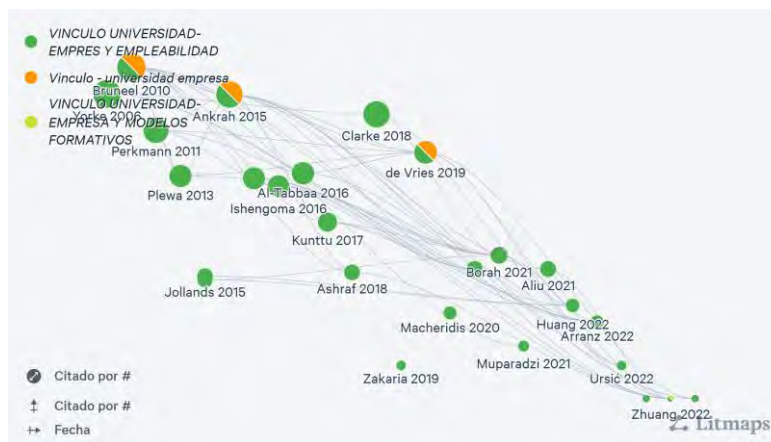 VINCULO UNIVERSIDAD-
EMPRES Y EMPLEABILIDAD
Vinculo - universidad empresa
Bruneel 2010
Yorke 2006
VINCULO UNIVERSIDAD-
EMPRESA Y MODELOS
FORMATIVOS
Ankrah 2015
Clarke 2018
Perkmann 2011
de Vries 2019
Plewa 2013
Al-Tabbaa 2016
Ishengoma 2016
Kunttu 2017
Jollands 2015
Ashraf 2018
Borah 2021
Aliu 2021
Macheridis 2020
Huang 2022
Arranz 2022
Muparadzi 2021
Zakaria 2019
Ursić 2022
Zhuang 2022
Citado por #
Citado por #
Fecha
Litmaps